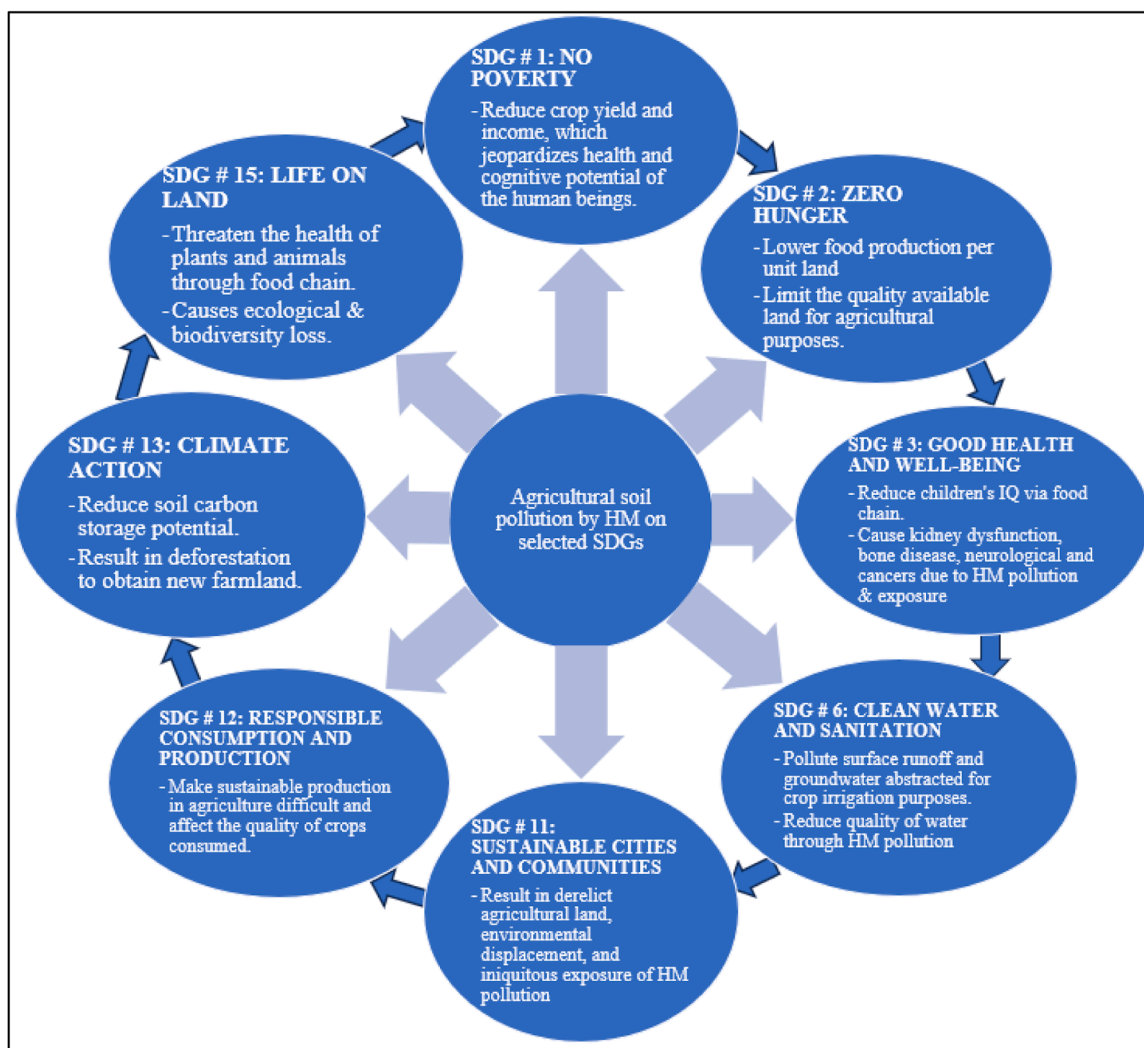 SDG # 1: NO
POVERTY
- Reduce crop yield and
income, which
jeopardizes health and
cognitive potential of
the human beings.
SDG # 2: ZERO
HUNGER
- Lower food production per
unit land
- Limit the quality available
land for agricultural
purposes.
SDG # 3: GOOD HEALTH
AND WELL-BEING
- Reduce children's IQ via food
chain.
- Cause kidney dysfunction,
bone disease, neurological and
cancers due to HM pollution
& exposure
SDG # 6: CLEAN WATER
AND SANITATION
- Pollute surface runoff and
groundwater abstracted for
crop irrigation purposes.
- Reduce quality of water
through HM pollution
SDG # 11:
SUSTAINABLE CITIES
AND COMMUNITIES
- Result in derelict
agricultural land,
environmental
displacement, and
iniquitous exposure of HM
pollution
SDG # 12: RESPONSIBLE
CONSUMPTION AND
PRODUCTION
- Make sustainable production
in agriculture difficult and
affect the quality of crops
consumed.
SDG # 13: CLIMATE
ACTION
- Reduce soil carbon
storage potential.
- Result in deforestation
to obtain new farmland.
SDG # 15: LIFE ON
LAND
- Threaten the health of
plants and animals
through food chain.
- Causes ecological &
biodiversity loss.
Agricultural soil
pollution by HM on
selected SDGs